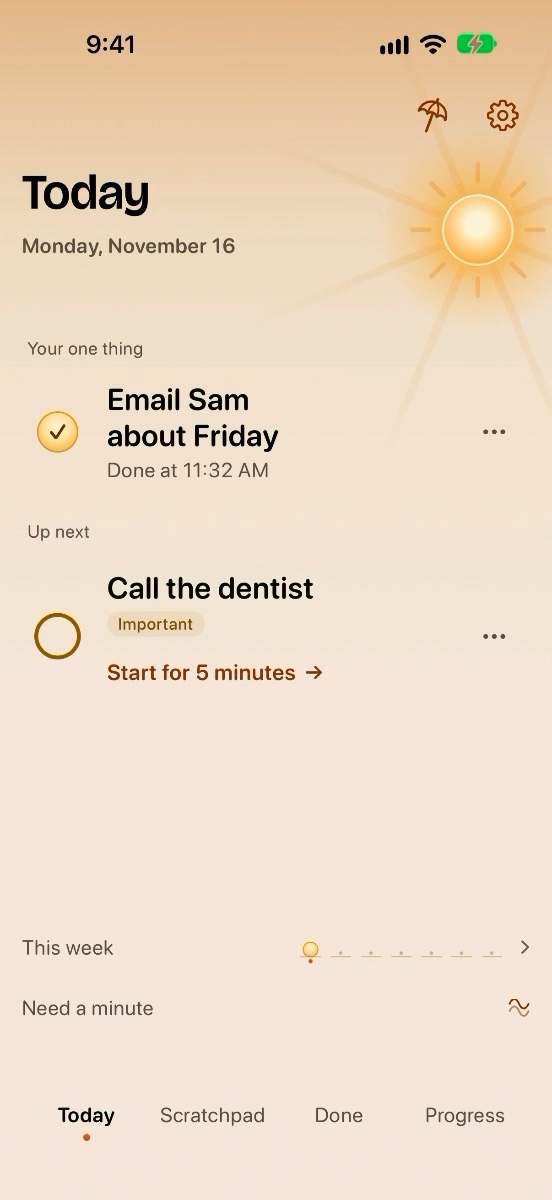 9:41
Today
Monday, November 16
Your one thing
Email Sam
about Friday
Done at 11:32 AM
Up next
Call the dentist
Important
Start for 5 minutes →
This week
Need a minute
Today Scratchpad Done Progress